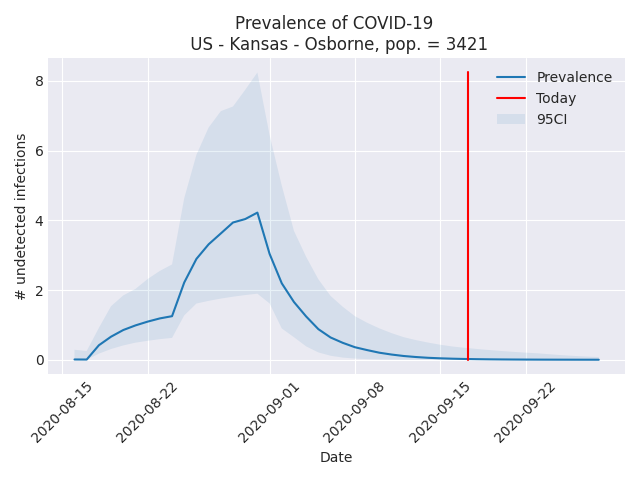 Prevalence of COVID-19
US - Kansas - Osborne, pop. = 3421
Prevalence
Today
95CI
# undetected infections
8
6
4
2
0
2020-08-15
2020-08-22
2020-09-01
2020-09-08
2020-09-15
2020-09-22
Date